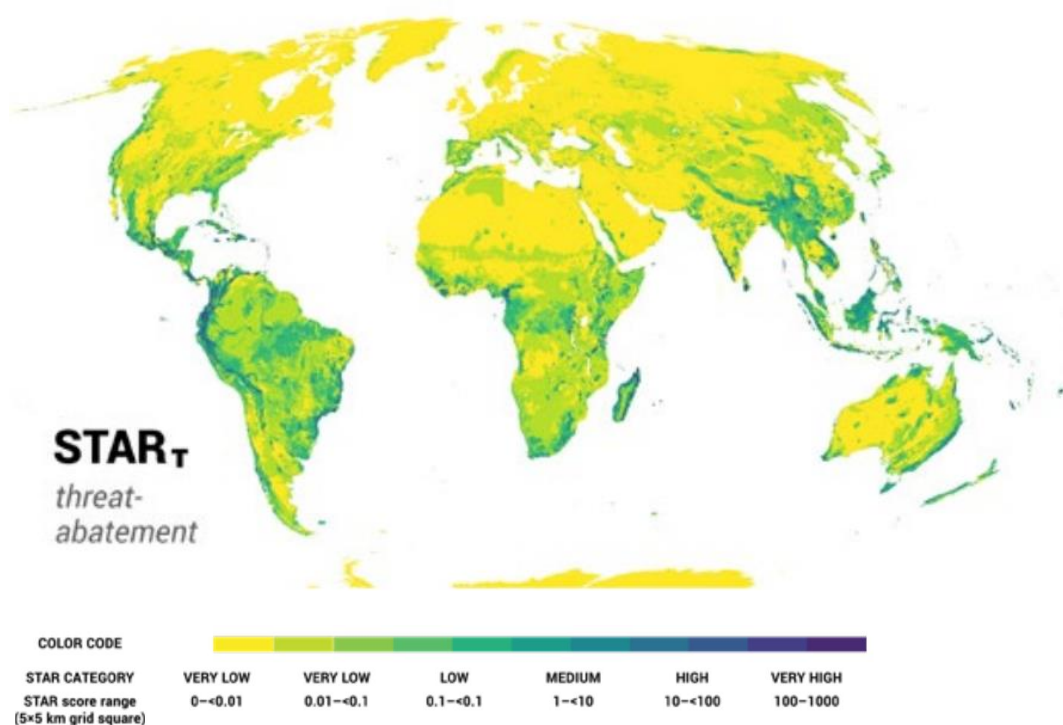 START
threat-
abatement
COLOR CODE
STAR CATEGORY VERY LOW VERY LOW LOW MEDIUM HIGH VERY HIGH
STAR score range 0–<0.01 0.01–<0.1 0.1–<0.1 1–<10 10–<100 100–1000
(5×5 km grid square)